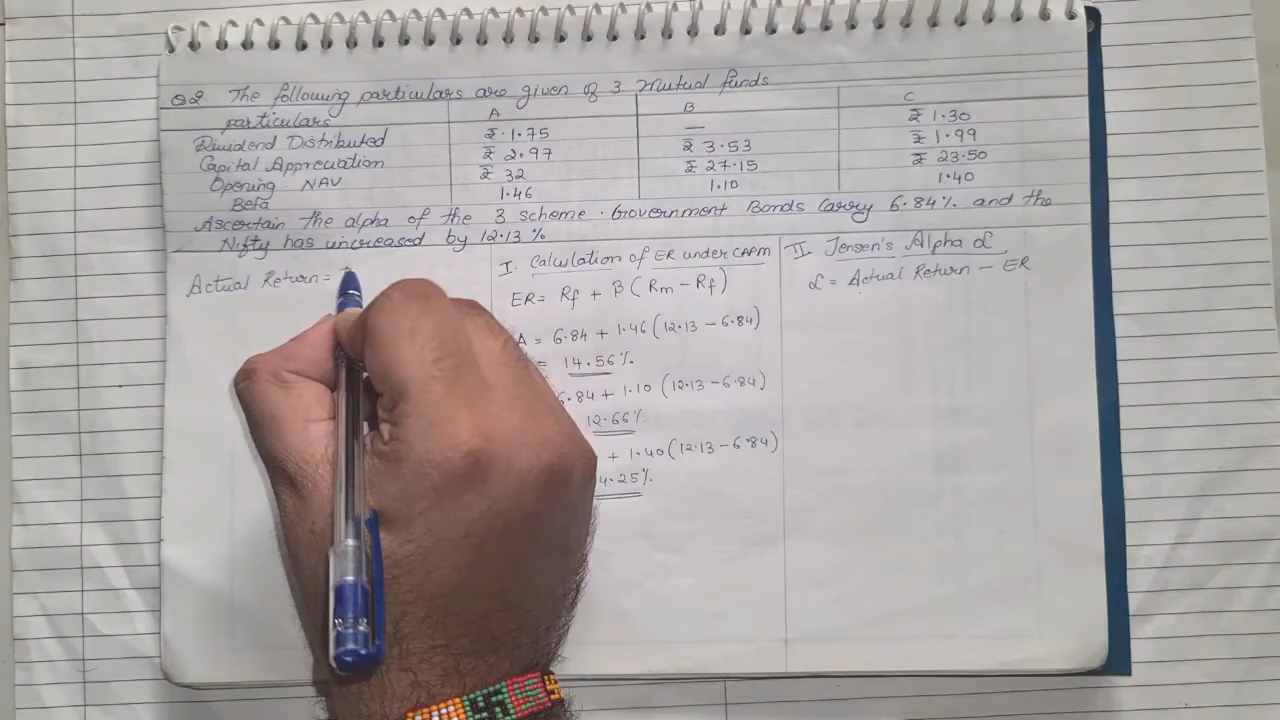 Q2 The following particulars are given of 3 Mutual funds
particulars A B C
Dividend Distributed ₹ 1.75 — ₹ 1.30
Capital Appreciation ₹ 2.97 ₹ 3.53 ₹ 1.99
Opening NAV ₹ 32 ₹ 27.15 ₹ 23.50
Beta 1.46 1.10 1.40
Ascertain the alpha of the 3 scheme. Government Bonds carry 6.84% and the
Nifty has increased by 12.13%
Actual Return =
I. Calculation of ER under CAPM
ER = Rf + β (Rm - Rf)
A = 6.84 + 1.46 (12.13 - 6.84)
= 14.56%
6.84 + 1.10 (12.13 - 6.84)
12.66%
+ 1.40 (12.13 - 6.84)
4.25%
II Jensen's Alpha α
α = Actual Return - ER